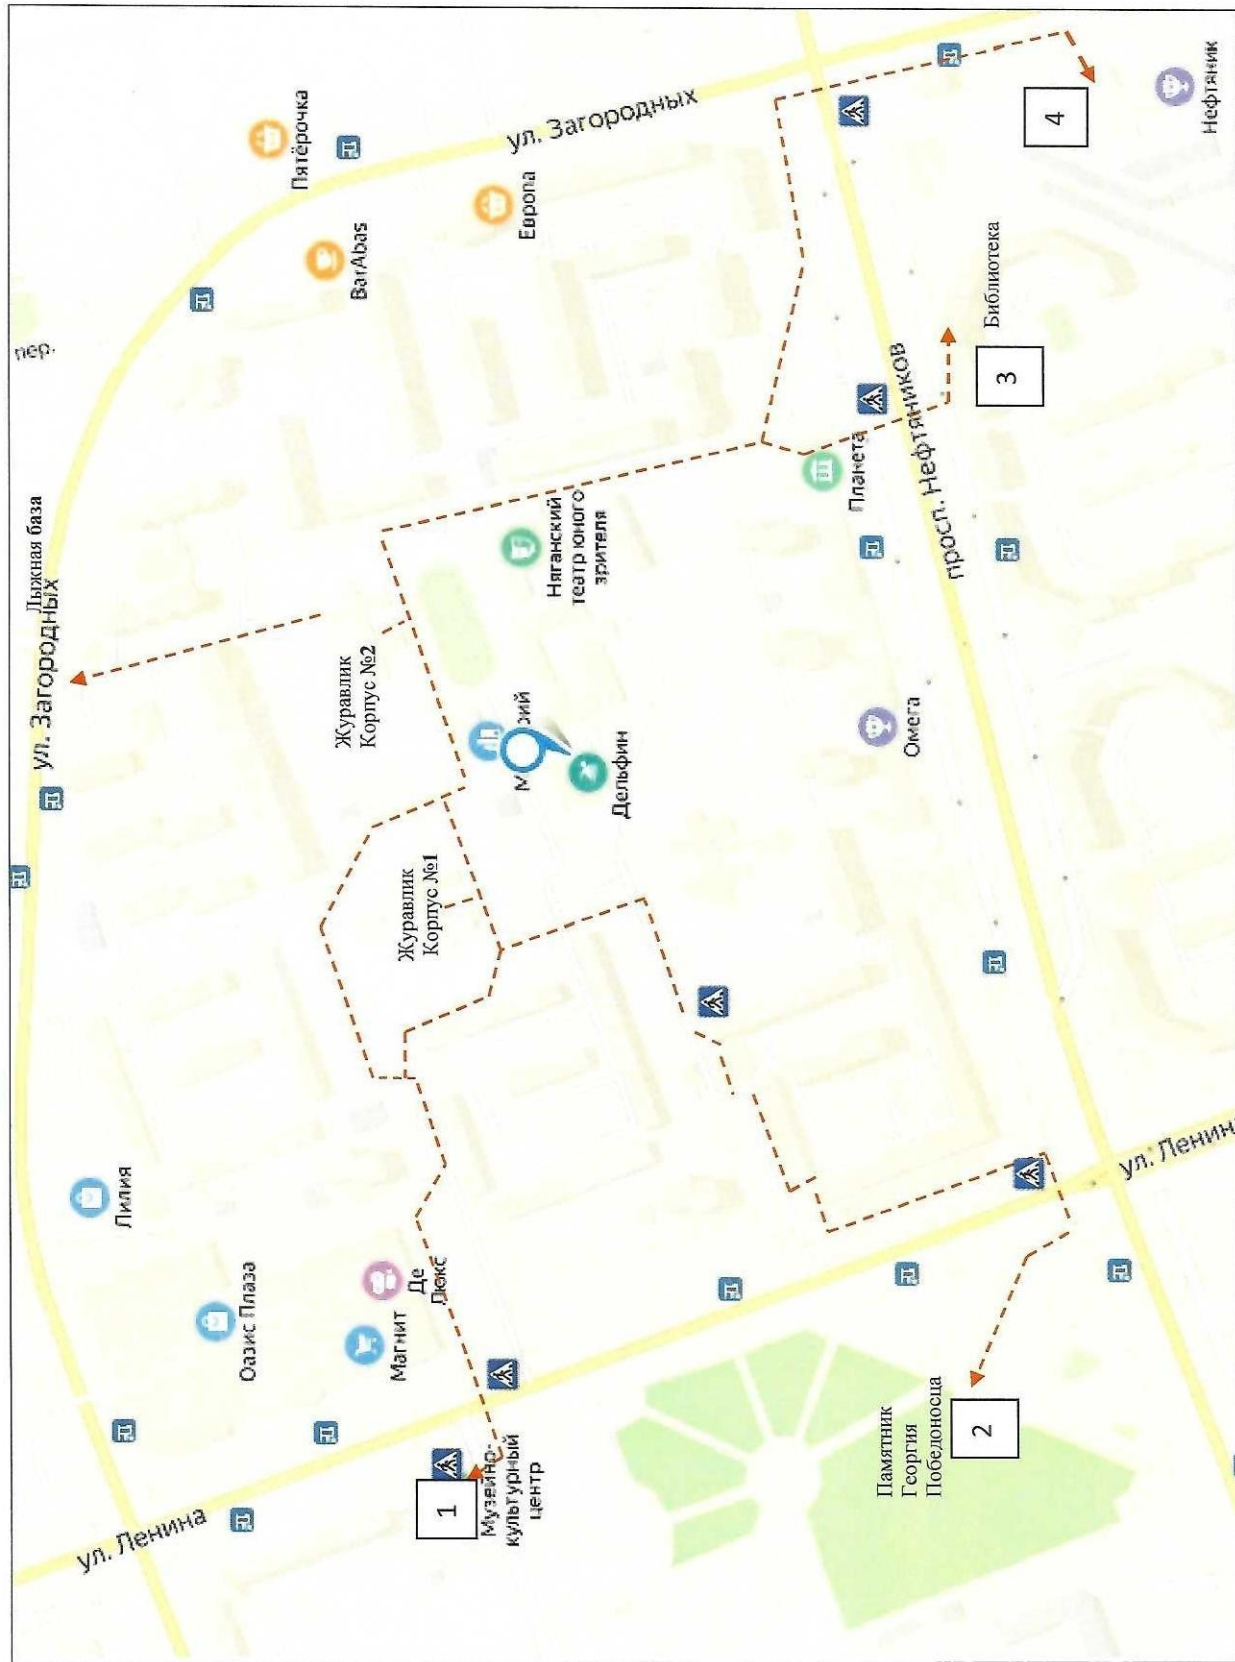 Лыжная база
ул. Загородных
пер.
Лилия
ул. Ленина
Оазис Плаза
Пятёрочка
BarAbas
Журавлик
Корпус №2
Магнит
Де
Люкс
Журавлик
Корпус №1
1
Музейно-
культурный
центр
Европа
ул. Загородных
Няганский
театр юного
зрителя
Дельфин
Планета
Памятник
Георгия
Победоносца
2
Омега
просп. Нефтяников
Библиотека
3
4
ул. Ленина
Нефтяник